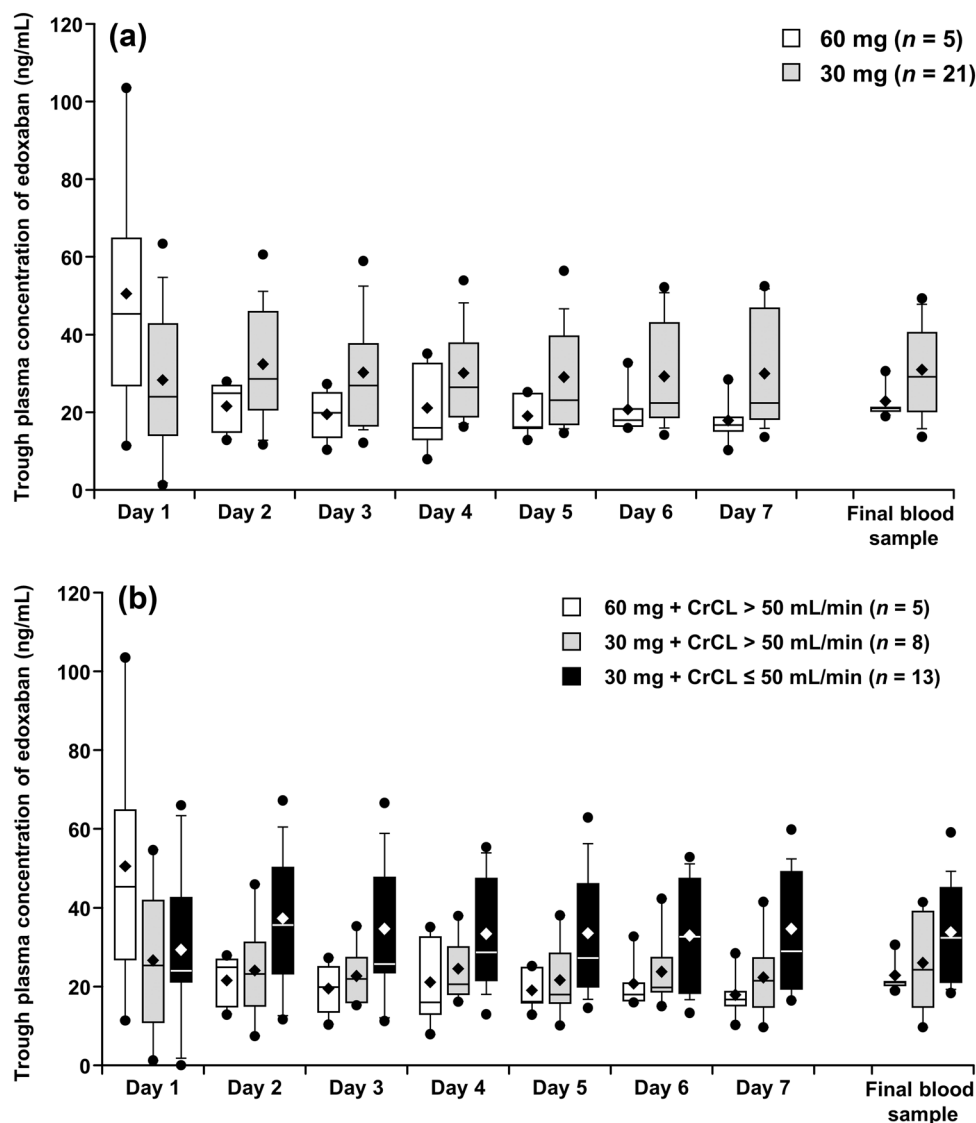 (a)
60 mg (n = 5)
30 mg (n = 21)
Trough plasma concentration of edoxaban (ng/mL)
120
100
80
60
40
20
0
Day 1
Day 2
Day 3
Day 4
Day 5
Day 6
Day 7
Final blood
sample
(b)
60 mg + CrCL > 50 mL/min (n = 5)
30 mg + CrCL > 50 mL/min (n = 8)
30 mg + CrCL ≤ 50 mL/min (n = 13)
Trough plasma concentration of edoxaban (ng/mL)
120
100
80
60
40
20
0
Day 1
Day 2
Day 3
Day 4
Day 5
Day 6
Day 7
Final blood
sample